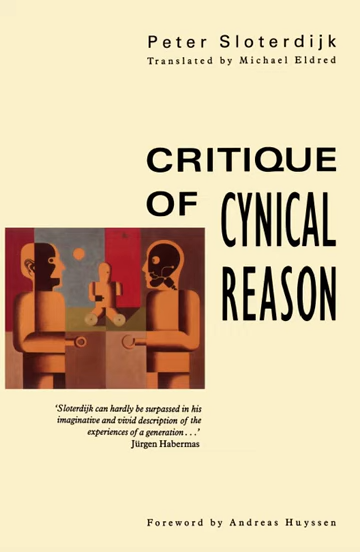 Peter Sloterdijk
Translated by Michael Eldred
CRITIQUE
OF CYNICAL
REASON
'Sloterdijk can hardly be surpassed in his
imaginative and vivid description of the
experiences of a generation . . .'
Jürgen Habermas
Foreword by Andreas Huyssen